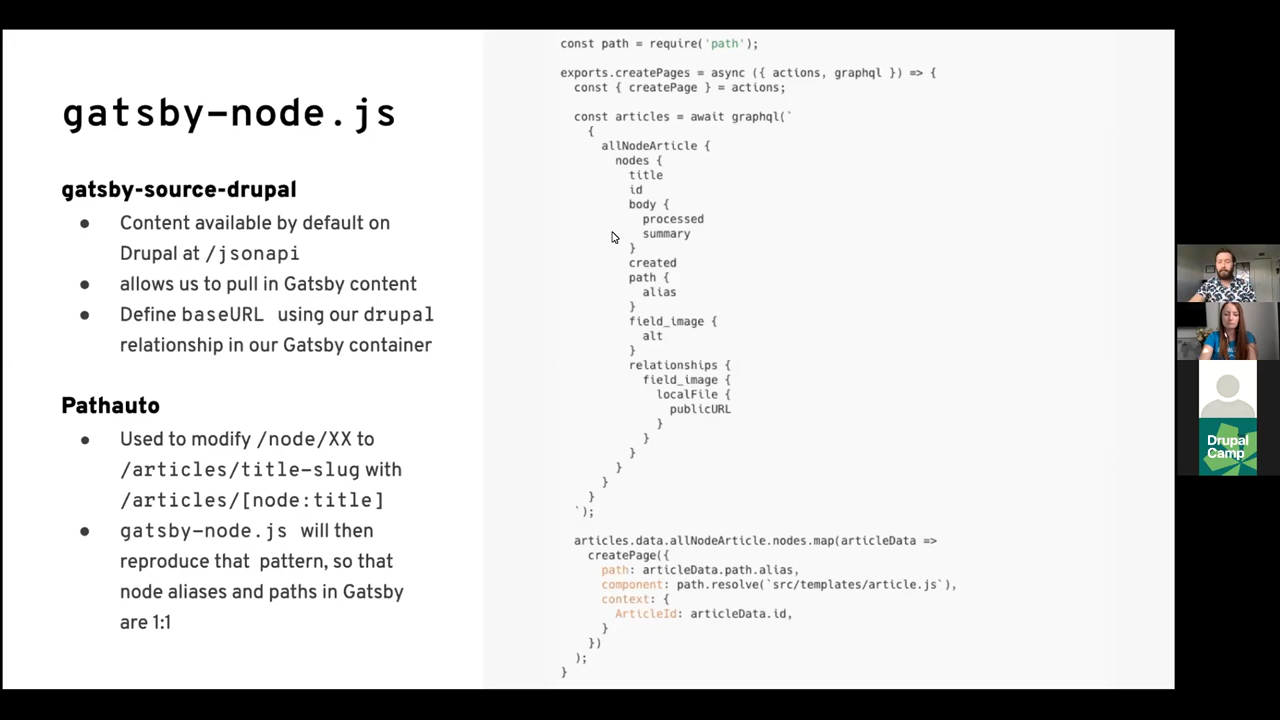 gatsby-node.js
gatsby-source-drupal
● Content available by default on
Drupal at /jsonapi
● allows us to pull in Gatsby content
● Define baseURL using our drupal
relationship in our Gatsby container
Pathauto
● Used to modify /node/XX to
/articles/title-slug with
/articles/[node:title]
● gatsby-node.js will then
reproduce that pattern, so that
node aliases and paths in Gatsby
are 1:1
const path = require('path');
exports.createPages = async ({ actions, graphql }) => {
const { createPage } = actions;
const articles = await graphql(`
{
allNodeArticle {
nodes {
title
id
body {
processed
summary
}
created
path {
alias
}
field_image {
alt
}
relationships {
field_image {
localFile {
publicURL
}
}
}
}
}
}
`);
articles.data.allNodeArticle.nodes.map(articleData =>
createPage({
path: articleData.path.alias,
component: path.resolve(`src/templates/article.js`),
context: {
ArticleId: articleData.id,
}
})
);
}
Drupal
Camp